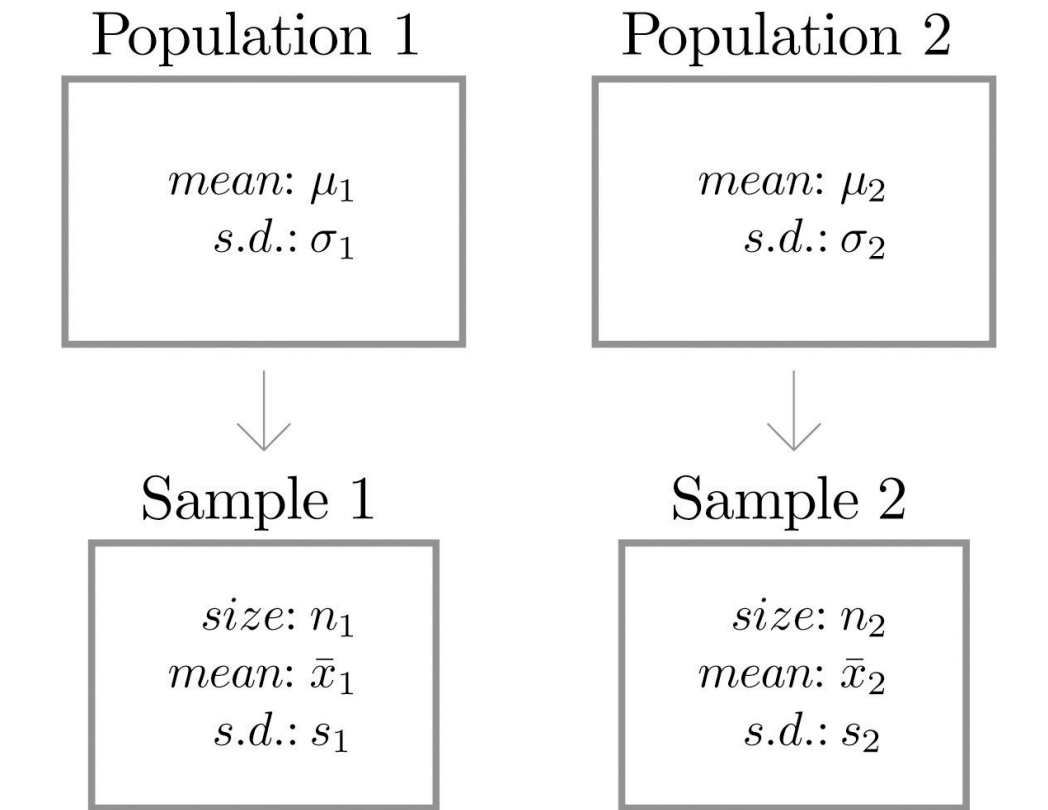 Population 1
mean: μ₁
s.d.: σ₁
Population 2
mean: μ₂
s.d.: σ₂
Sample 1
size: n₁
mean: x̄₁
s.d.: s₁
Sample 2
size: n₂
mean: x̄₂
s.d.: s₂